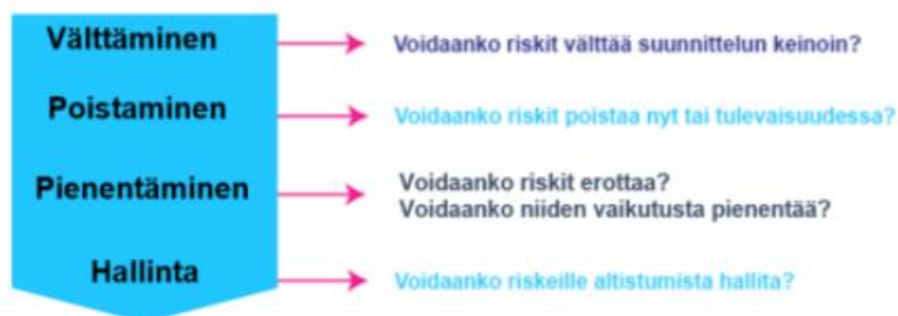 Välttäminen
Voidaanko riskit välttää suunnittelun keinoin?
Poistaminen
Voidaanko riskit poistaa nyt tai tulevaisuudessa?
Pienentäminen
Voidaanko riskit erottaa?
Voidaanko niiden vaikutusta pienentää?
Hallinta
Voidaanko riskeille altistumista hallita?